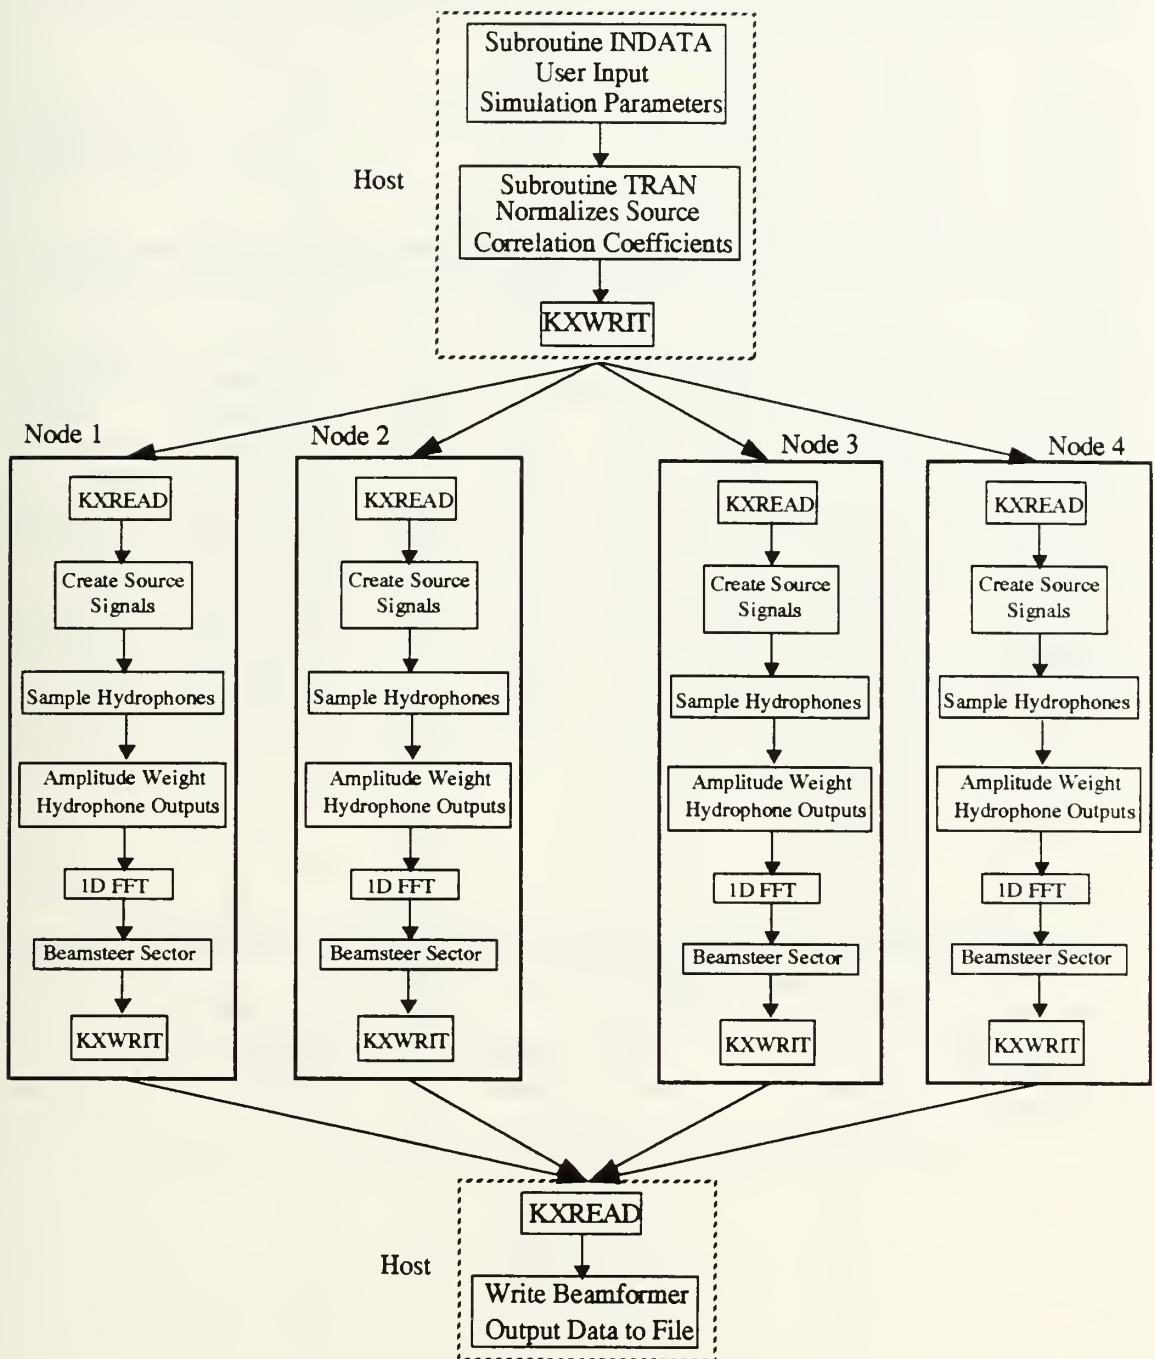 Subroutine INDATA
User Input
Simulation Parameters
Host
Subroutine TRAN
Normalizes Source
Correlation Coefficients
KXWRIT
Node 1
KXREAD
Create Source
Signals
Sample Hydrophones
Amplitude Weight
Hydrophone Outputs
1D FFT
Beamsteer Sector
KXWRIT
Node 2
KXREAD
Create Source
Signals
Sample Hydrophones
Amplitude Weight
Hydrophone Outputs
1D FFT
Beamsteer Sector
KXWRIT
Node 3
KXREAD
Create Source
Signals
Sample Hydrophones
Amplitude Weight
Hydrophone Outputs
1D FFT
Beamsteer Sector
KXWRIT
Node 4
KXREAD
Create Source
Signals
Sample Hydrophones
Amplitude Weight
Hydrophone Outputs
1D FFT
Beamsteer Sector
KXWRIT
KXREAD
Host
Write Beamformer
Output Data to File